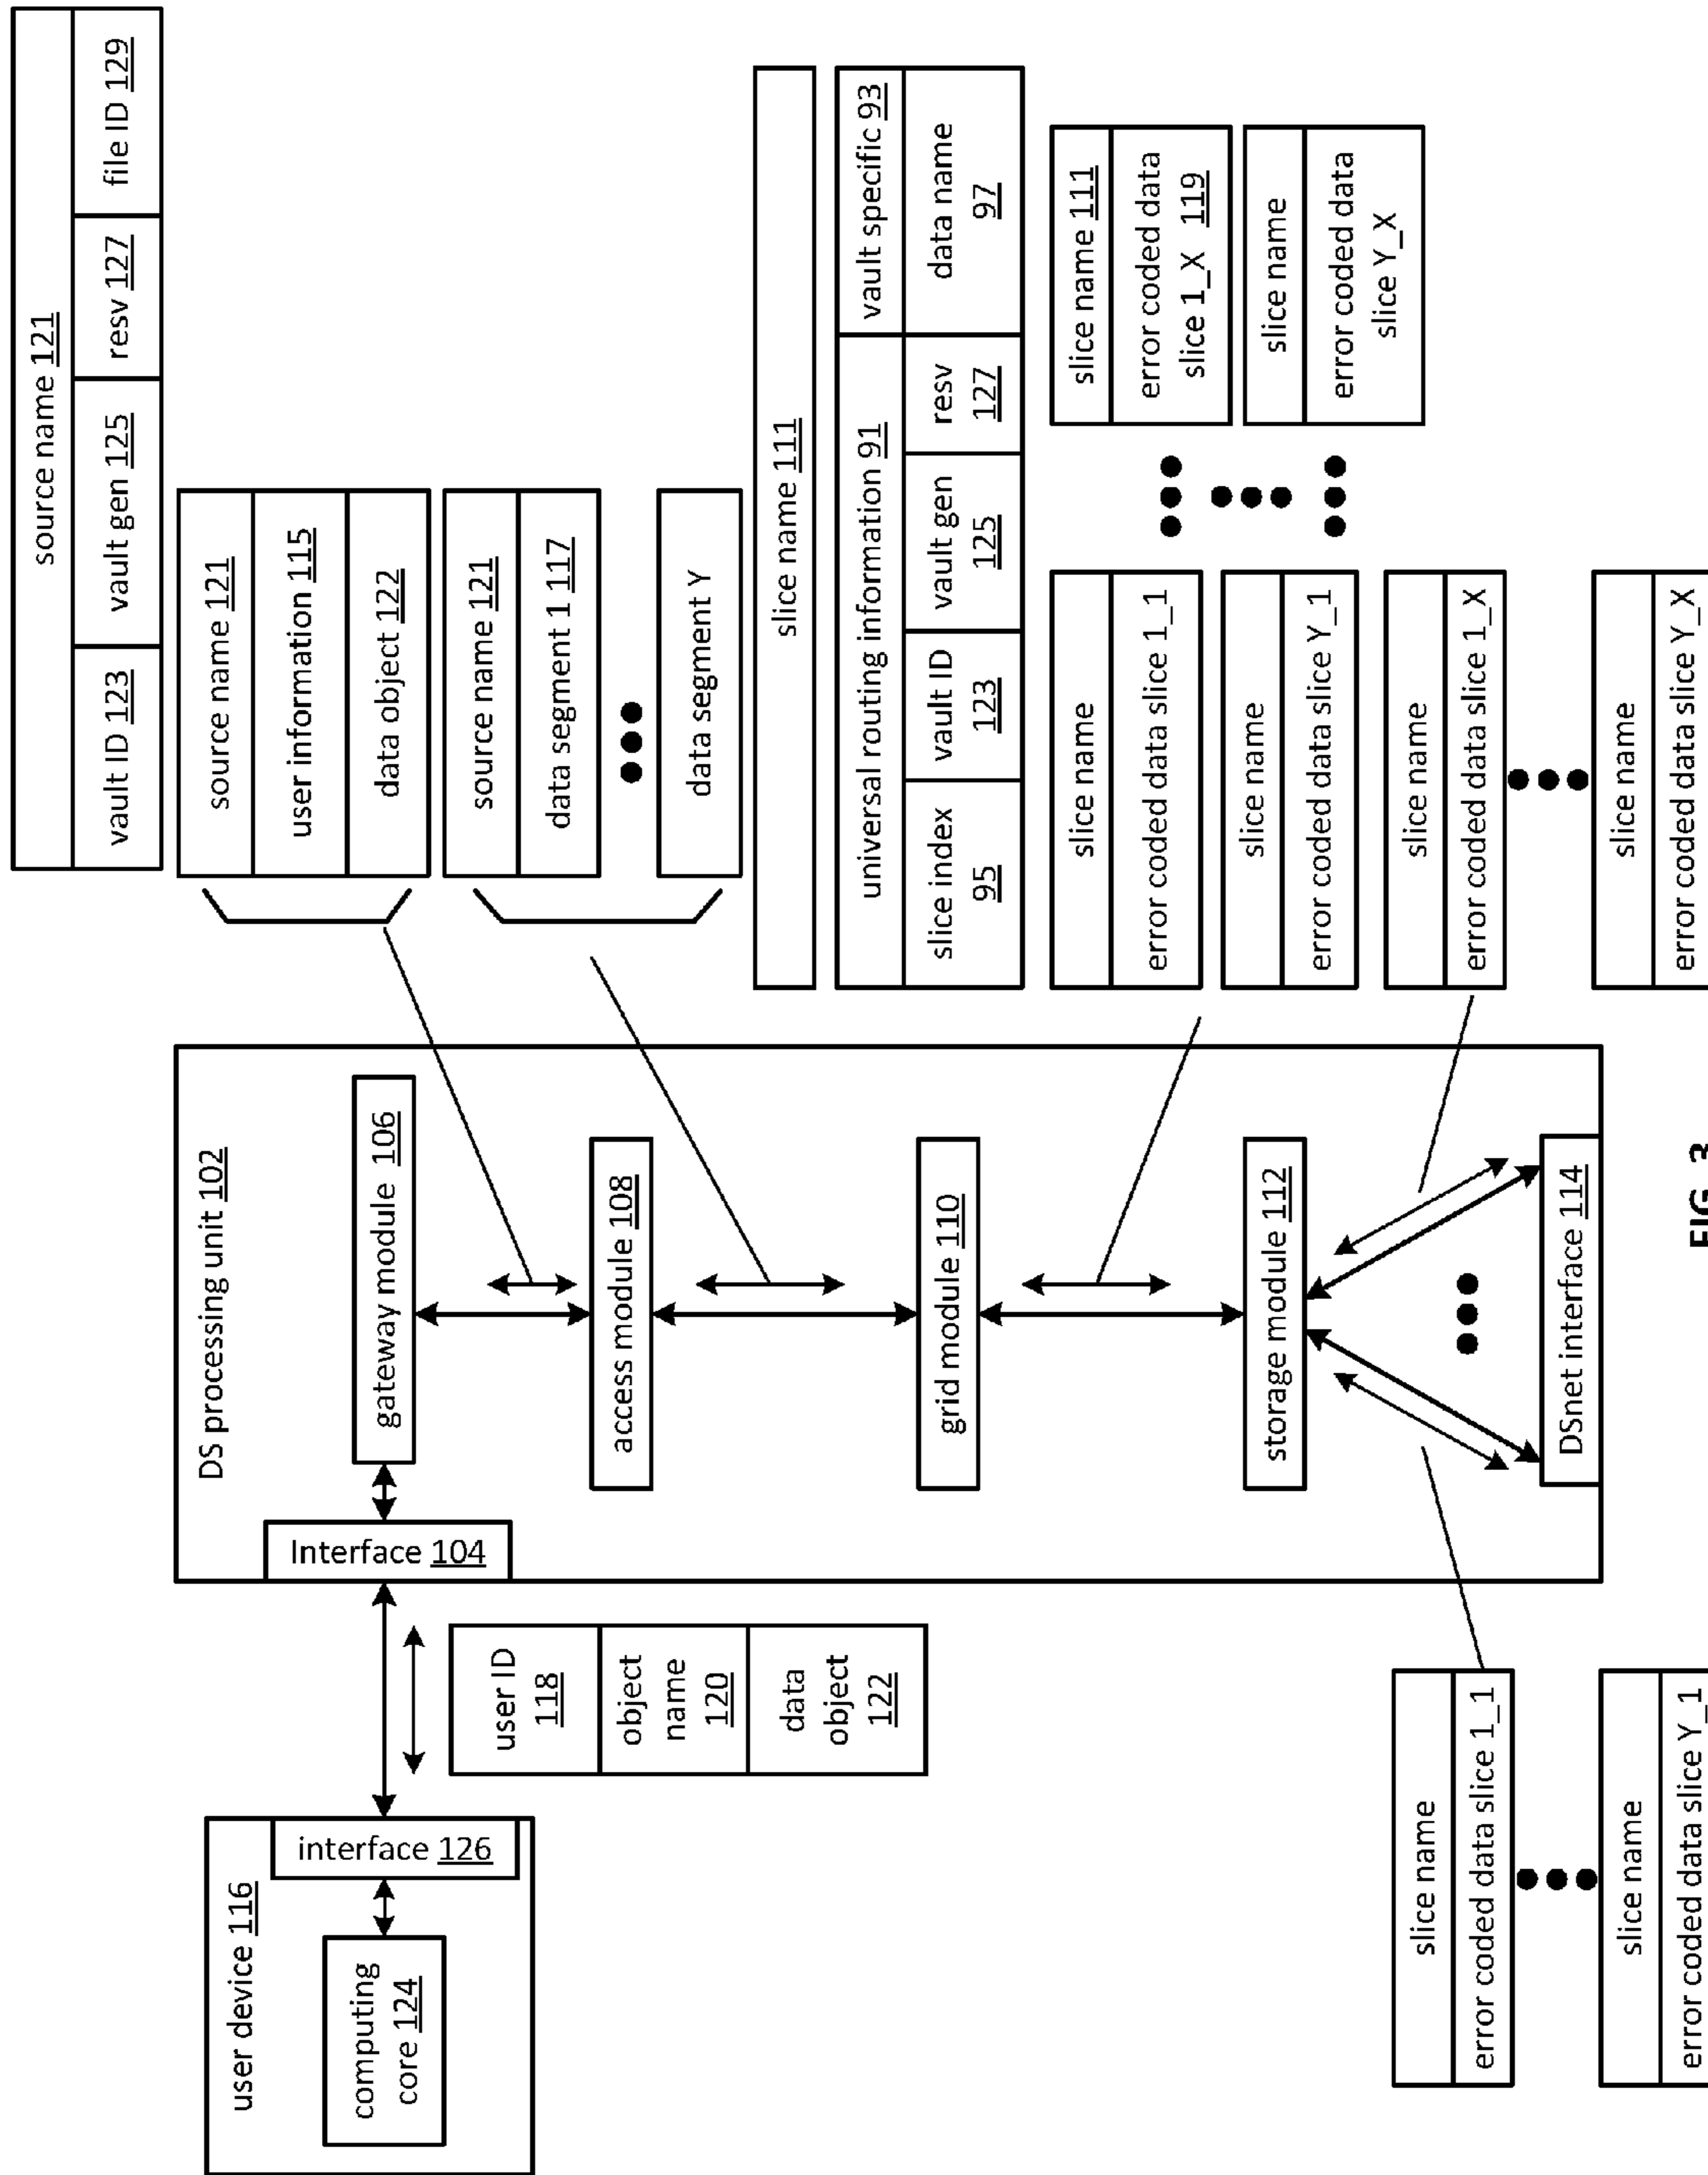 user device 116
computing
core 124
interface 126
user ID
118
object
name
120
data
object
122
DS processing unit 102
Interface 104
gateway module 106
access module 108
grid module 110
storage module 112
DSnet interface 114
source name 121
vault ID 123
vault gen 125
resv 127
file ID 129
source name 121
user information 115
data object 122
source name 121
data segment 1 117
data segment Y
slice name 111
universal routing information 91
vault specific 93
slice index
95
vault ID
123
vault gen
125
resv
127
data name
97
slice name
error coded data slice 1_1
slice name 111
error coded data
slice 1_X 119
slice name
error coded data slice Y_1
slice name
error coded data
slice Y_X
slice name
error coded data slice 1_1
slice name
error coded data slice Y_1
slice name
error coded data slice 1_X
slice name
error coded data slice Y_X
FIG. 3